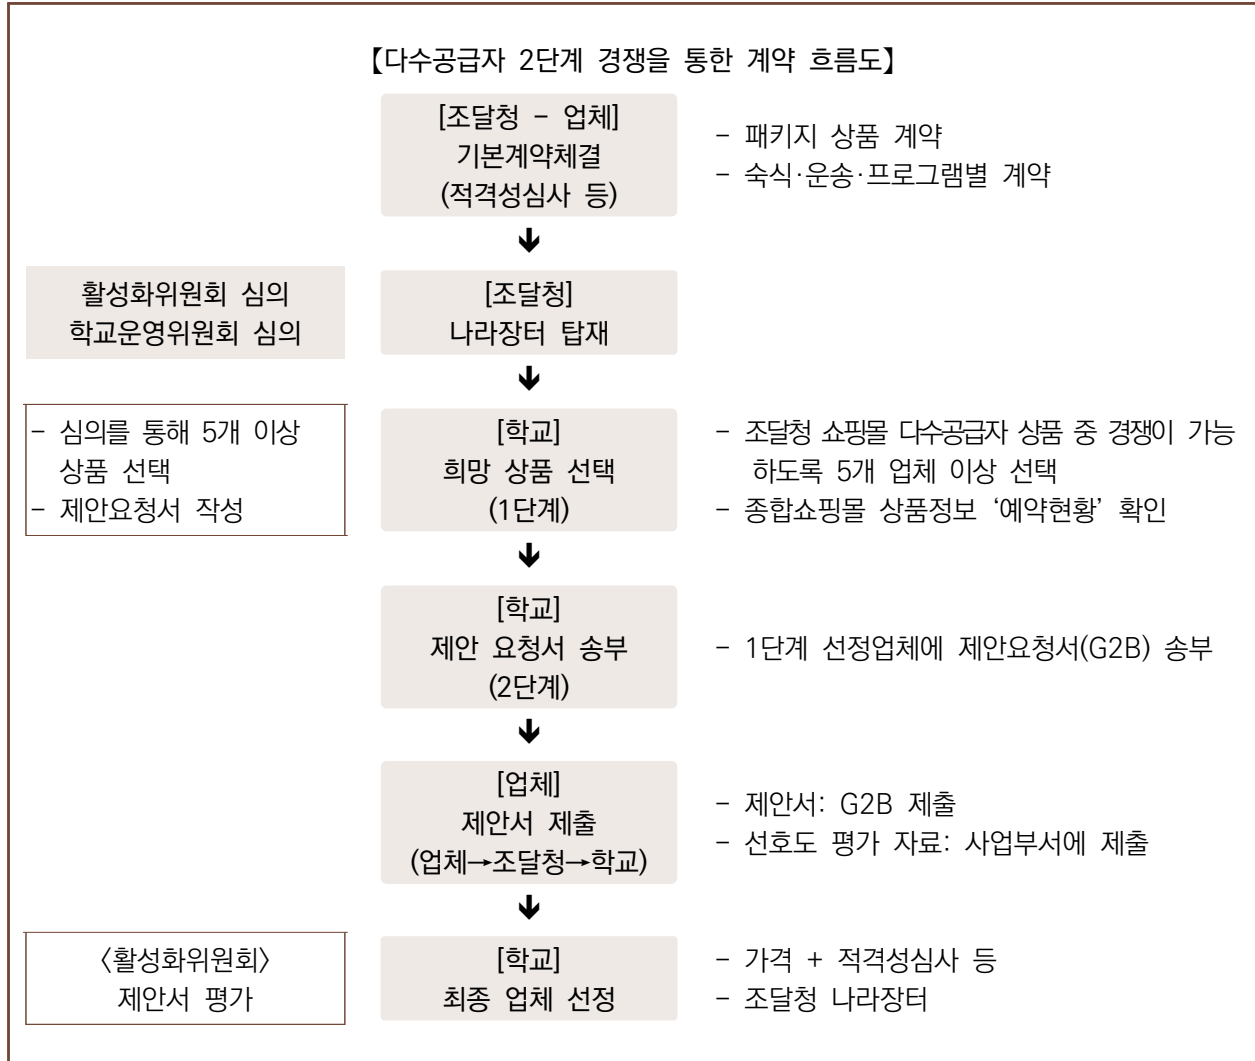 【다수공급자 2단계 경쟁을 통한 계약 흐름도】
[조달청 - 업체]
기본계약체결
(적격성심사 등)
- 패키지 상품 계약
- 숙식·운송·프로그램별 계약
활성화위원회 심의
학교운영위원회 심의
[조달청]
나라장터 탑재
- 심의를 통해 5개 이상
상품 선택
- 제안요청서 작성
[학교]
희망 상품 선택
(1단계)
- 조달청 쇼핑몰 다수공급자 상품 중 경쟁이 가능
하도록 5개 업체 이상 선택
- 종합쇼핑몰 상품정보 ‘예약현황’ 확인
[학교]
제안 요청서 송부
(2단계)
- 1단계 선정업체에 제안요청서(G2B) 송부
[업체]
제안서 제출
(업체→조달청→학교)
- 제안서: G2B 제출
- 선호도 평가 자료: 사업부서에 제출
〈활성화위원회〉
제안서 평가
[학교]
최종 업체 선정
- 가격 + 적격성심사 등
- 조달청 나라장터